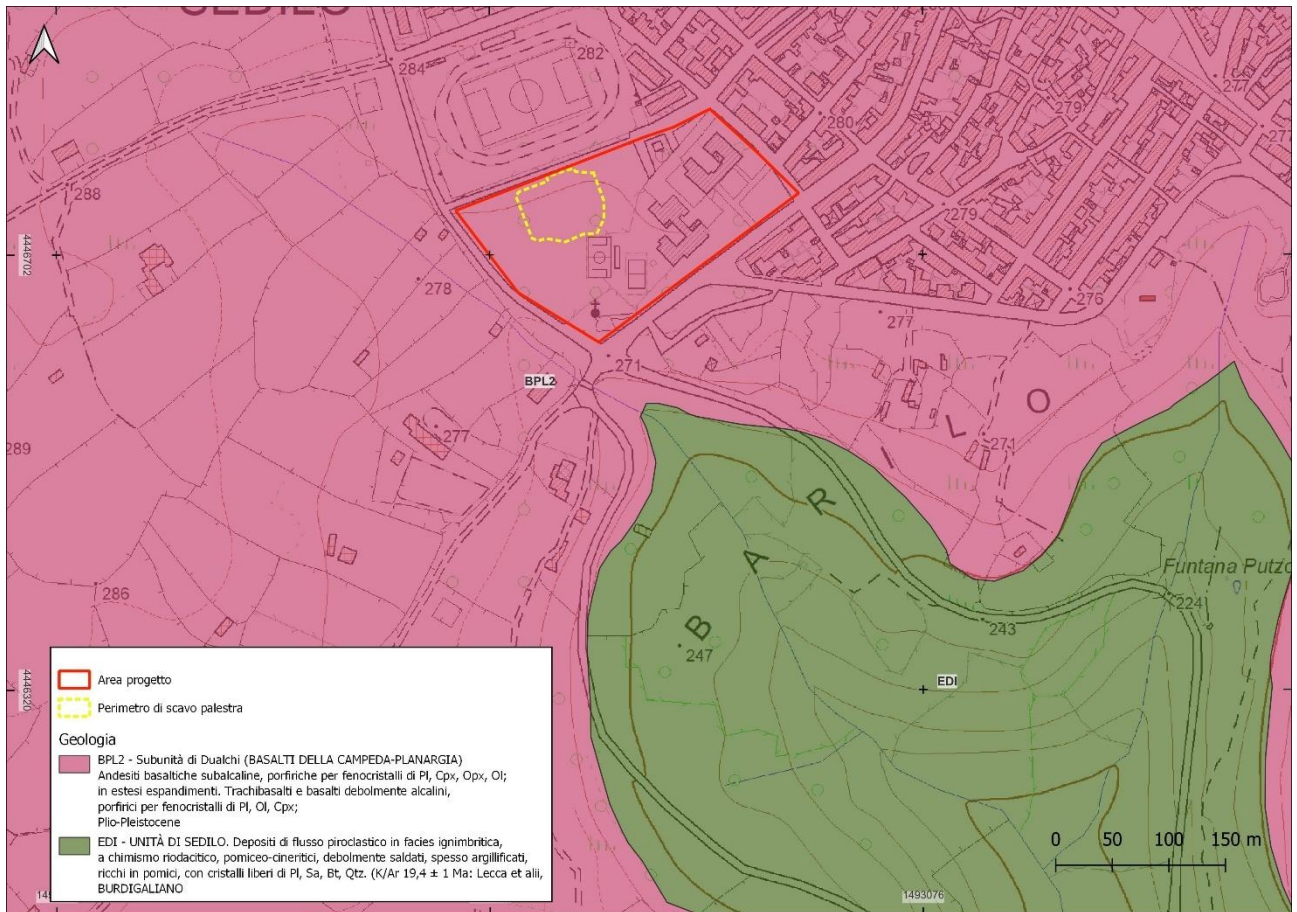 SEDILO
284
282
277
279
280
277
288
279
4446702
278
276
277
271
BPL2
277
L O
271
289
R
A
B
Funtana Putzo
286
224
243
247
EDI
4446320
Area progetto
Perimetro di scavo palestra
Geologia
BPL2 - Subunità di Dualchi (BASALTI DELLA CAMPEDA-PLANARGIA)
Andesiti basaltiche subalcaline, porfiriche per fenocristalli di Pl, Cpx, Opx, Ol;
in estesi espandimenti. Trachibasalti e basalti debolmente alcalini,
porfirici per fenocristalli di Pl, Ol, Cpx;
Plio-Pleistocene
EDI - UNITÀ DI SEDILO. Depositi di flusso piroclastico in facies ignimbritica,
a chimismo riodacitico, pomiceo-cineritici, debolmente saldati, spesso argillificati,
ricchi in pomici, con cristalli liberi di Pl, Sa, Bt, Qtz. (K/Ar 19,4 ± 1 Ma: Lecca et alii,
BURDIGALIANO
0 50 100 150 m
1493076